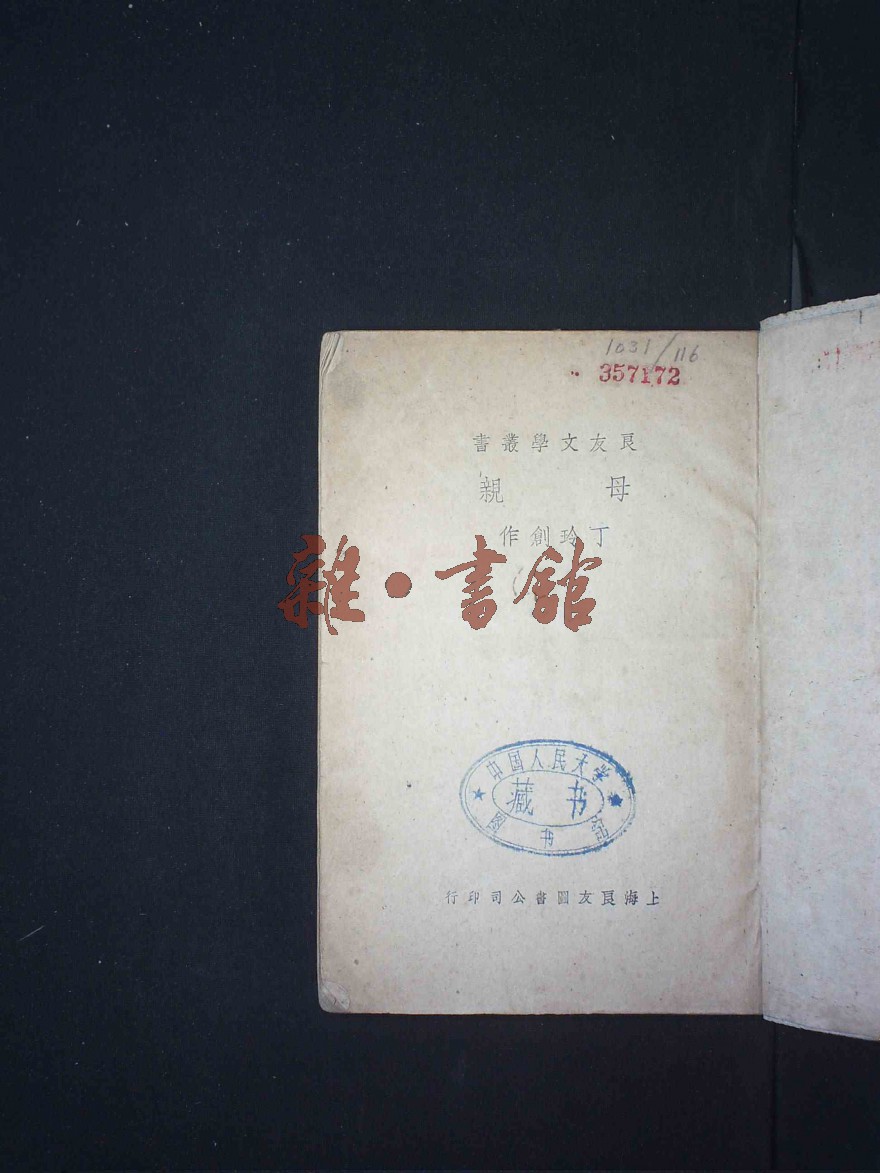 1031/116
357172
良友文學叢書
母親
丁玲創作
雜·書館
中国人民大学
藏书
图书馆
上海良友圖書公司印行